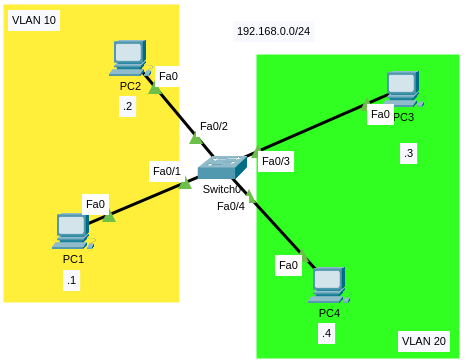 VLAN 10
192.168.0.0/24
PC2
Fa0
.2
Fa0/2
Fa0
PC3
.3
Fa0/1
Fa0/3
Switch0
Fa0/4
Fa0
PC1
.1
Fa0
PC4
.4
VLAN 20